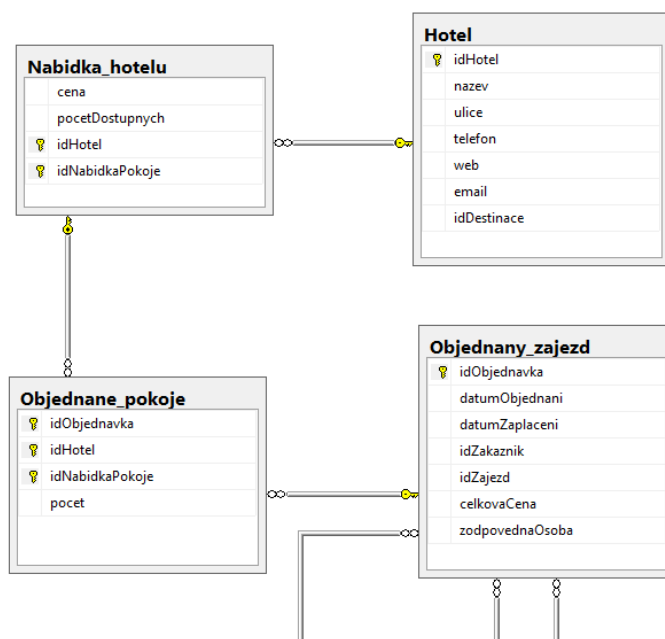 Nabidka_hotelu
cena
pocetDostupnych
idHotel
idNabidkaPokoje
Hotel
idHotel
nazev
ulice
telefon
web
email
idDestinace
Objednane_pokoje
idObjednavka
idHotel
idNabidkaPokoje
pocet
Objednany_zajezd
idObjednavka
datumObjednani
datumZaplaceni
idZakaznik
idZajezd
celkovaCena
zodpovednaOsoba